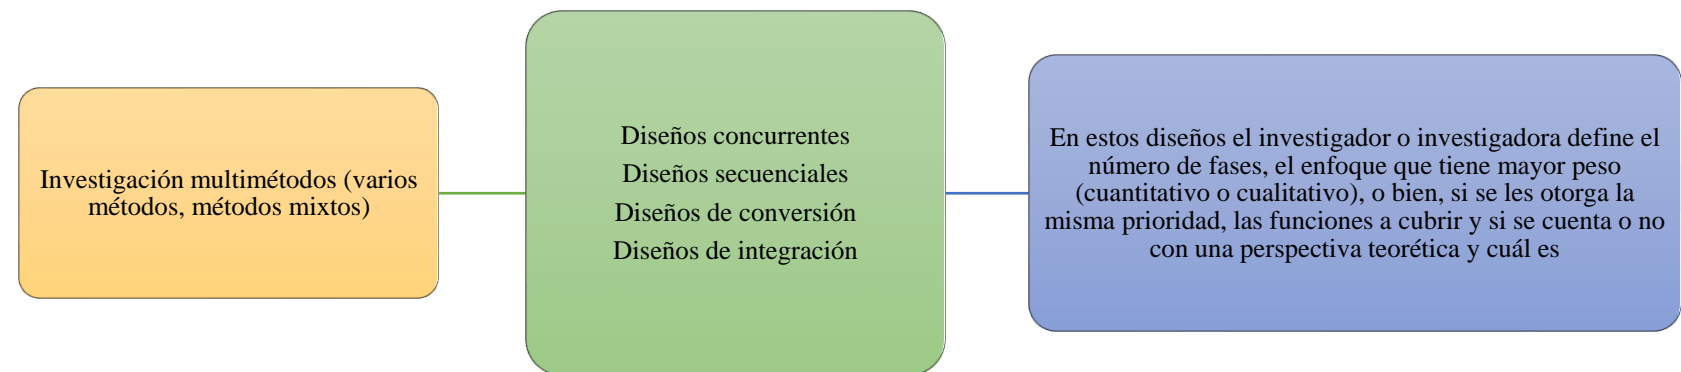 Investigación multimétodos (varios
métodos, métodos mixtos)
Diseños concurrentes
Diseños secuenciales
Diseños de conversión
Diseños de integración
En estos diseños el investigador o investigadora define el
número de fases, el enfoque que tiene mayor peso
(cuantitativo o cualitativo), o bien, si se les otorga la
misma prioridad, las funciones a cubrir y si se cuenta o no
con una perspectiva teorética y cuál es